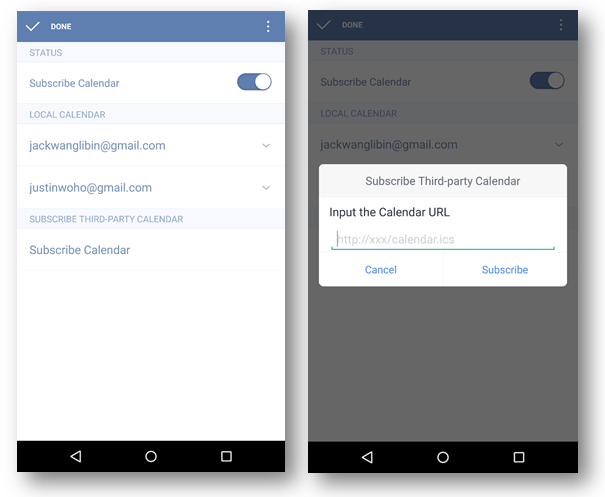 DONE
STATUS
Subscribe Calendar
LOCAL CALENDAR
jackwanglibin@gmail.com
justinwoho@gmail.com
SUBSCRIBE THIRD-PARTY CALENDAR
Subscribe Calendar
DONE
STATUS
Subscribe Calendar
LOCAL CALENDAR
jackwanglibin@gmail.com
Subscribe Third-party Calendar
Input the Calendar URL
http://xxx/calendar.ics
Cancel Subscribe